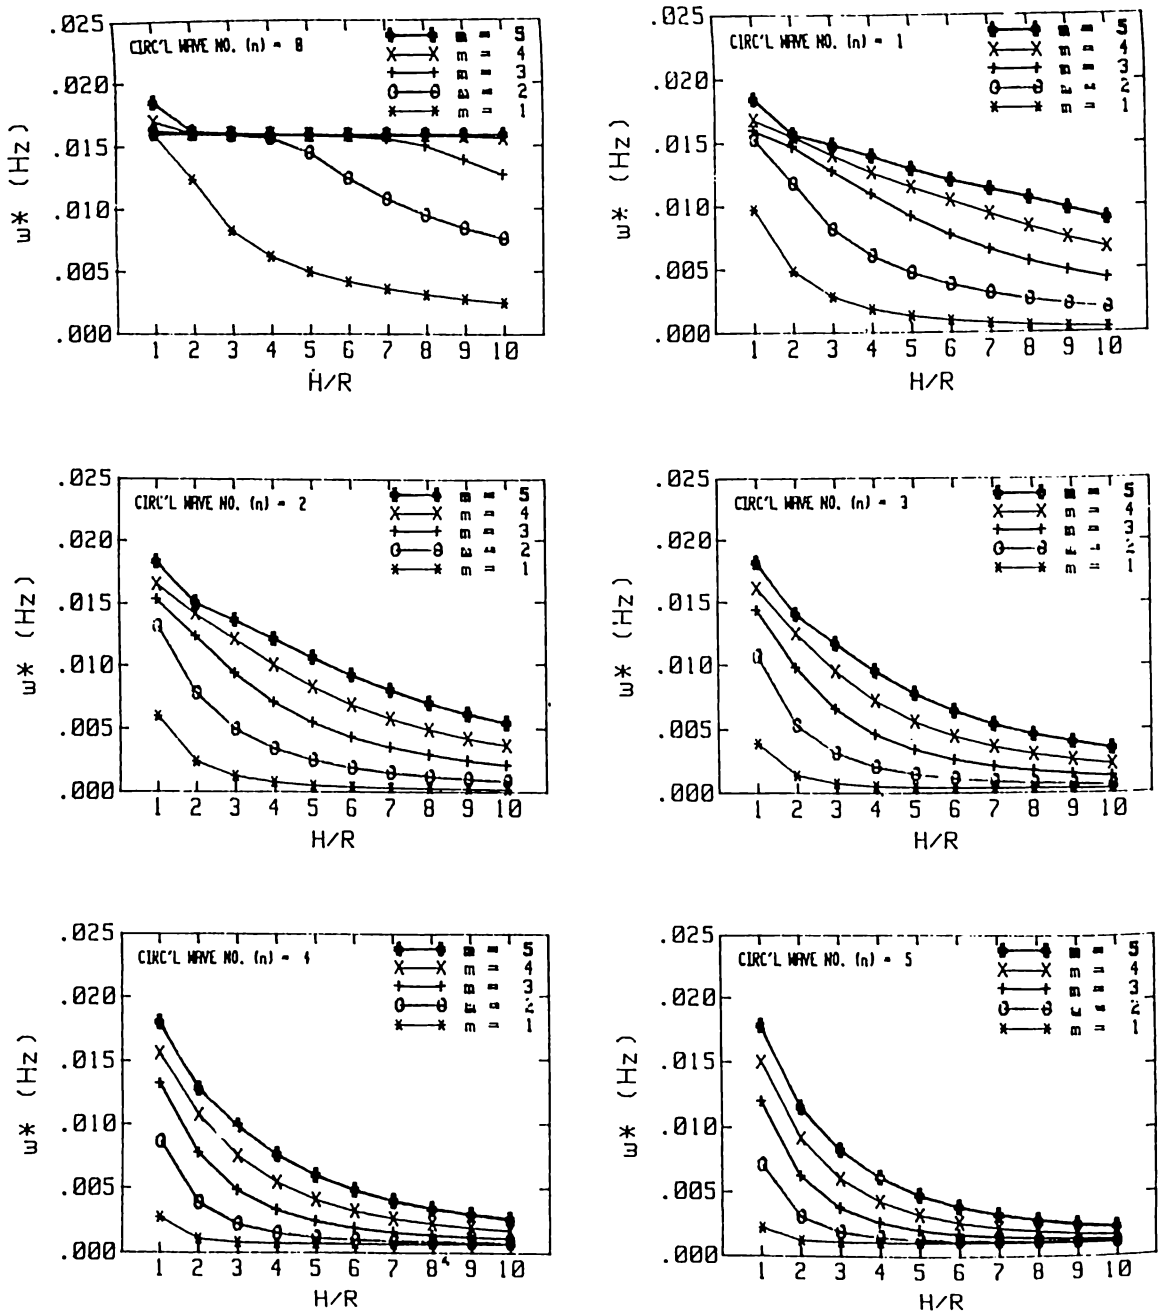 CIRC'L WAVE NO. (n) = 0
m = 5
m = 4
m = 3
m = 2
m = 1
.025
.020
.015
.010
.005
.000
w* (Hz)
1 2 3 4 5 6 7 8 9 10
H/R
CIRC'L WAVE NO. (n) = 1
m = 5
m = 4
m = 3
m = 2
m = 1
.025
.020
.015
.010
.005
.000
w* (Hz)
1 2 3 4 5 6 7 8 9 10
H/R
CIRC'L WAVE NO. (n) = 2
m = 5
m = 4
m = 3
m = 2
m = 1
.025
.020
.015
.010
.005
.000
w* (Hz)
1 2 3 4 5 6 7 8 9 10
H/R
CIRC'L WAVE NO. (n) = 3
m = 5
m = 4
m = 3
m = 2
m = 1
.025
.020
.015
.010
.005
.000
w* (Hz)
1 2 3 4 5 6 7 8 9 10
H/R
CIRC'L WAVE NO. (n) = 4
m = 5
m = 4
m = 3
m = 2
m = 1
.025
.020
.015
.010
.005
.000
w* (Hz)
1 2 3 4 5 6 7 8 9 10
H/R
CIRC'L WAVE NO. (n) = 5
m = 5
m = 4
m = 3
m = 2
m = 1
.025
.020
.015
.010
.005
.000
w* (Hz)
1 2 3 4 5 6 7 8 9 10
H/R